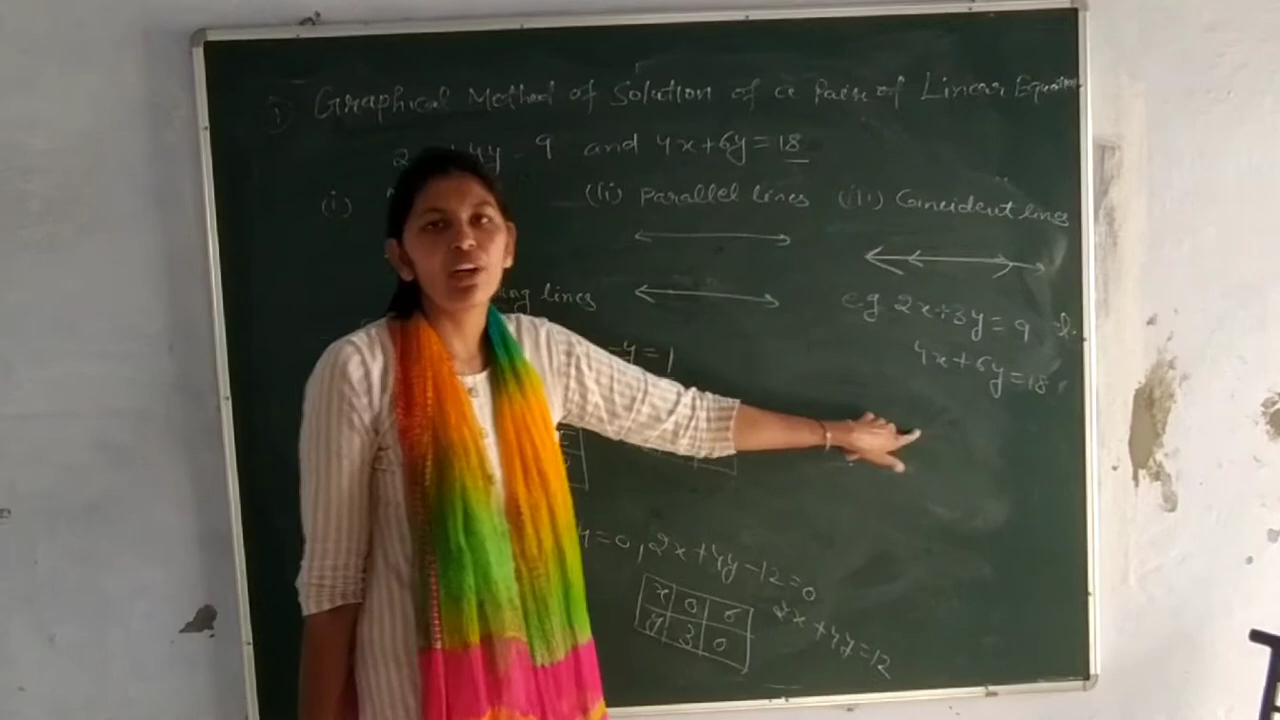 Graphical Method of Solution of a Pair of Linear Equation
9 and 4x+6y=18
(i) (ii) Parallel lines (iii) Coincident lines
lines
e.g 2x+3y=9
4x+6y=18
-y=1
y=0, 2x+4y-12=0
x 0 6
y 3 0
2x+4y=12